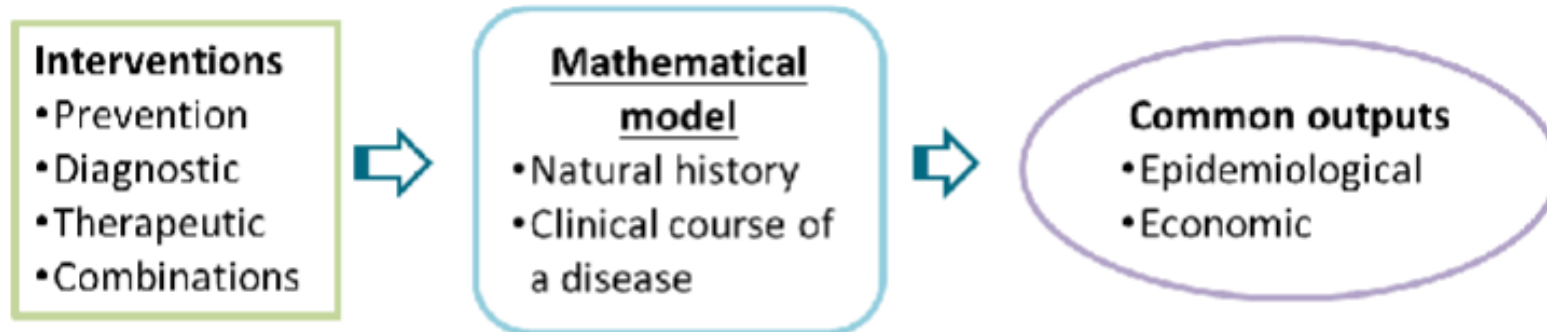 Interventions
•Prevention
•Diagnostic
•Therapeutic
•Combinations
Mathematical
model
•Natural history
•Clinical course of
a disease
Common outputs
•Epidemiological
•Economic